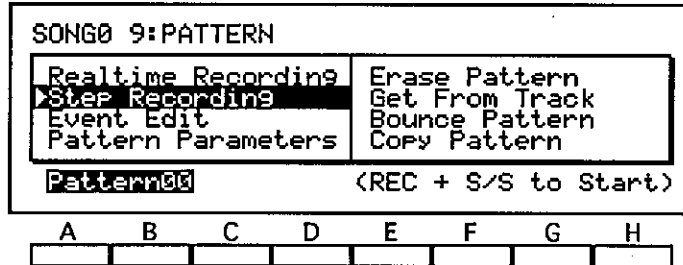 SONG0 9:PATTERN
Realtime Recording
Step Recording
Event Edit
Pattern Parameters
Erase Pattern
Get From Track
Bounce Pattern
Copy Pattern
Pattern00 (REC + S/S to Start)
A B C D E F G H